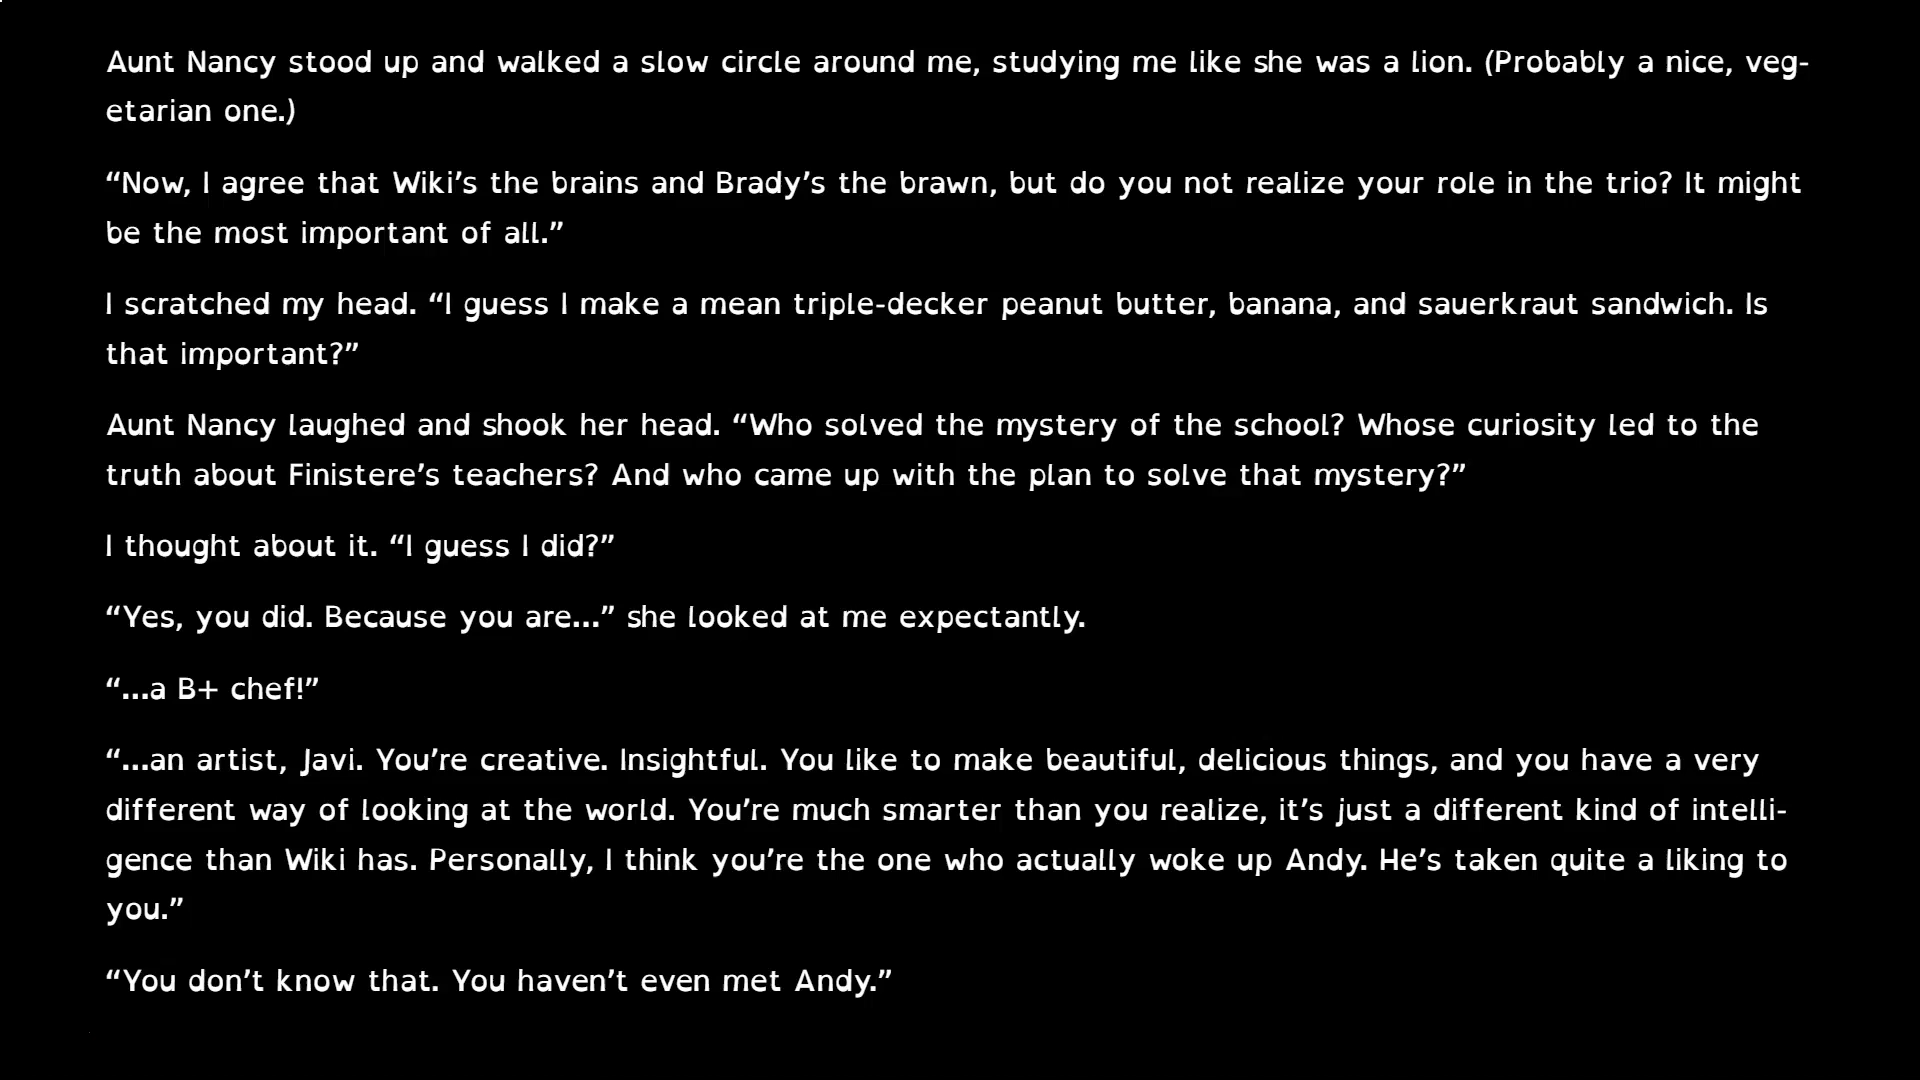 Aunt Nancy stood up and walked a slow circle around me, studying me like she was a lion. (Probably a nice, veg-
etarian one.)
“Now, I agree that Wiki’s the brains and Brady’s the brawn, but do you not realize your role in the trio? It might
be the most important of all.”
I scratched my head. “I guess I make a mean triple-decker peanut butter, banana, and sauerkraut sandwich. Is
that important?”
Aunt Nancy laughed and shook her head. “Who solved the mystery of the school? Whose curiosity led to the
truth about Finistere’s teachers? And who came up with the plan to solve that mystery?”
I thought about it. “I guess I did?”
“Yes, you did. Because you are...” she looked at me expectantly.
“...a B+ chef!”
“...an artist, Javi. You’re creative. Insightful. You like to make beautiful, delicious things, and you have a very
different way of looking at the world. You’re much smarter than you realize, it’s just a different kind of intelli-
gence than Wiki has. Personally, I think you’re the one who actually woke up Andy. He’s taken quite a liking to
you.”
“You don’t know that. You haven’t even met Andy.”